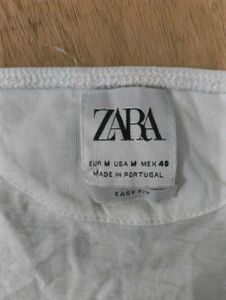 ZARA
EUR M USA M MEX 40
MADE IN PORTUGAL
EASY FIT